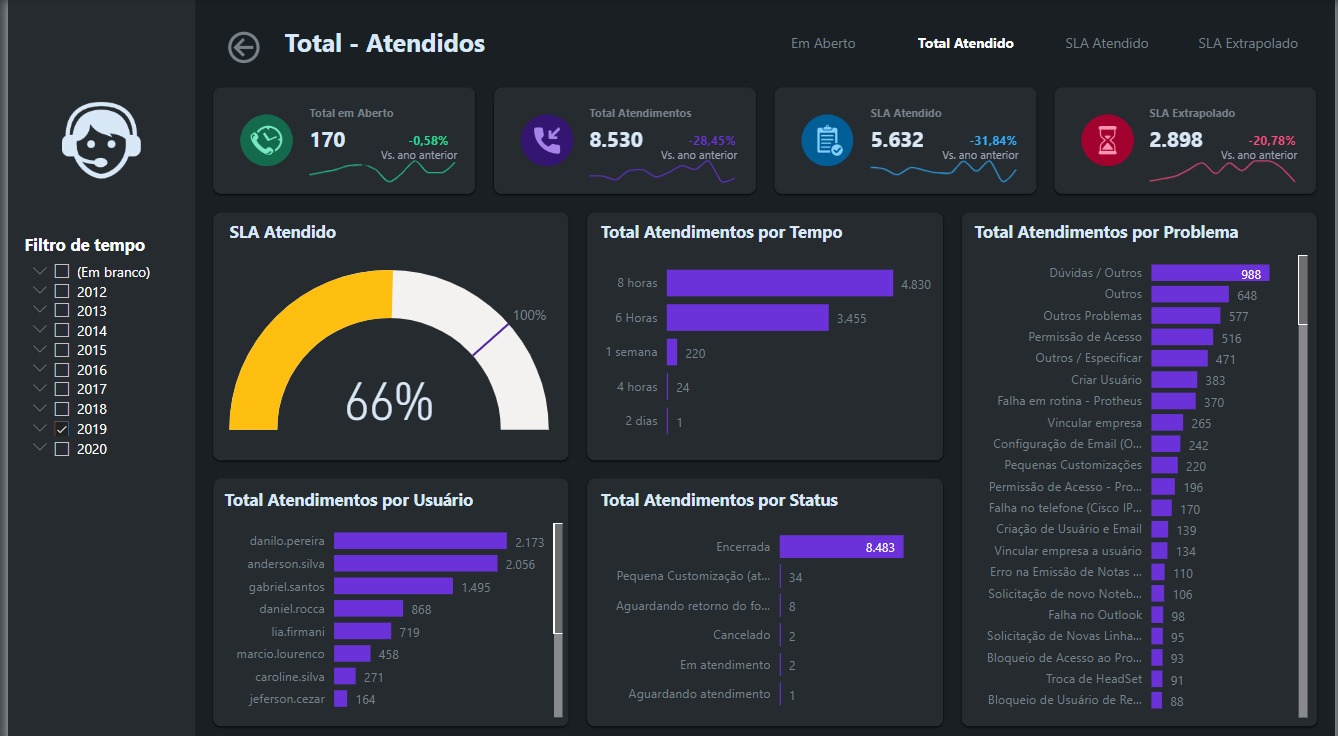 Total - Atendidos
Em Aberto
Total Atendido
SLA Atendido
SLA Extrapolado
Total em Aberto
170
-0,58%
Vs. ano anterior
Total Atendimentos
8.530
-28,45%
Vs. ano anterior
SLA Atendido
5.632
-31,84%
Vs. ano anterior
SLA Extrapolado
2.898
-20,78%
Vs. ano anterior
Filtro de tempo
(Em branco)
2012
2013
2014
2015
2016
2017
2018
2019
2020
SLA Atendido
100%
66%
Total Atendimentos por Tempo
8 horas 4.830
6 Horas 3.455
1 semana 220
4 horas 24
2 dias 1
Total Atendimentos por Problema
Dúvidas / Outros 988
Outros 648
Outros Problemas 577
Permissão de Acesso 516
Outros / Especificar 471
Criar Usuário 383
Falha em rotina - Protheus 370
Vincular empresa 265
Configuração de Email (O... 242
Pequenas Customizações 220
Permissão de Acesso - Pro... 196
Falha no telefone (Cisco IP... 170
Criação de Usuário e Email 139
Vincular empresa a usuário 134
Erro na Emissão de Notas ... 110
Solicitação de novo Noteb... 106
Falha no Outlook 98
Solicitação de Novas Linha... 95
Bloqueio de Acesso ao Pro... 93
Troca de HeadSet 91
Bloqueio de Usuário de Re... 88
Total Atendimentos por Usuário
danilo.pereira 2.173
anderson.silva 2.056
gabriel.santos 1.495
daniel.rocca 868
lia.firmani 719
marcio.lourenco 458
caroline.silva 271
jeferson.cezar 164
Total Atendimentos por Status
Encerrada 8.483
Pequena Customização (at... 34
Aguardando retorno do fo... 8
Cancelado 2
Em atendimento 2
Aguardando atendimento 1